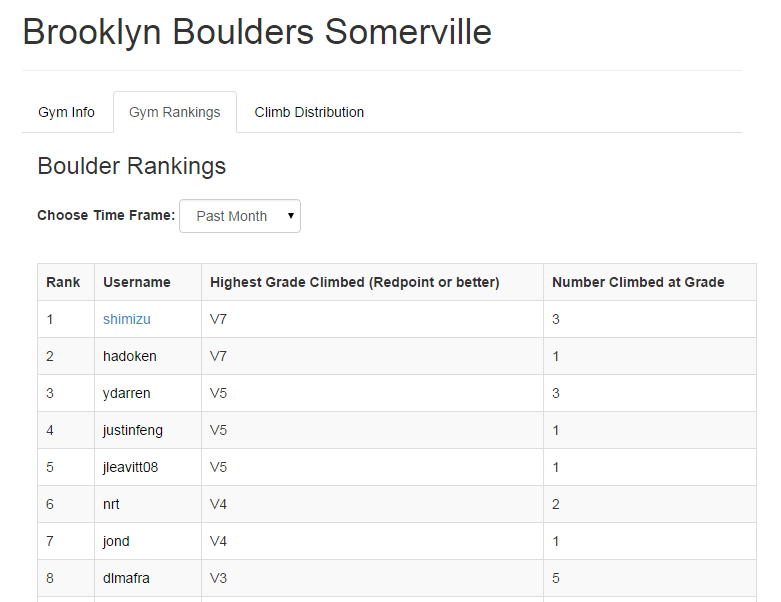 Brooklyn Boulders Somerville
Gym Info Gym Rankings Climb Distribution
Boulder Rankings
Choose Time Frame: Past Month
Rank Username Highest Grade Climbed (Redpoint or better) Number Climbed at Grade
1 shimizu V7 3
2 hadoken V7 1
3 ydarren V5 3
4 justinfeng V5 1
5 jleavitt08 V5 1
6 nrt V4 2
7 jond V4 1
8 dlmafra V3 5